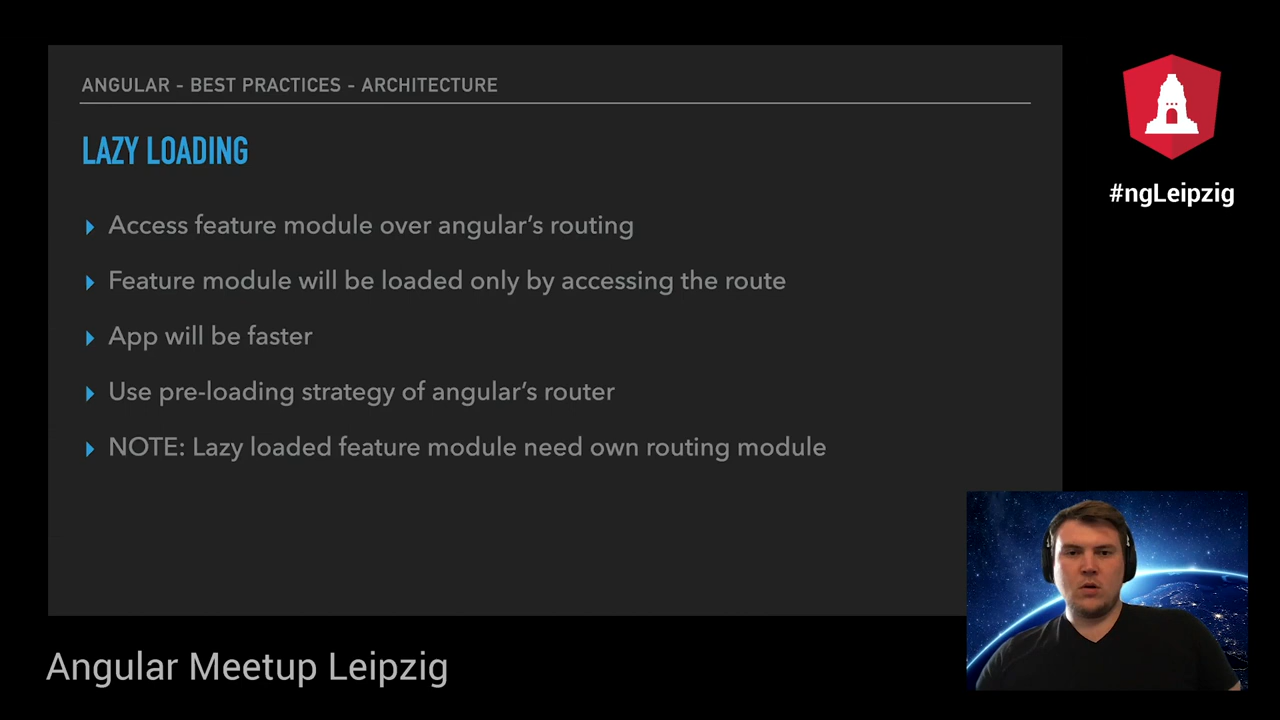 ANGULAR - BEST PRACTICES - ARCHITECTURE
LAZY LOADING
Access feature module over angular’s routing
Feature module will be loaded only by accessing the route
App will be faster
Use pre-loading strategy of angular’s router
NOTE: Lazy loaded feature module need own routing module
#ngLeipzig
Angular Meetup Leipzig